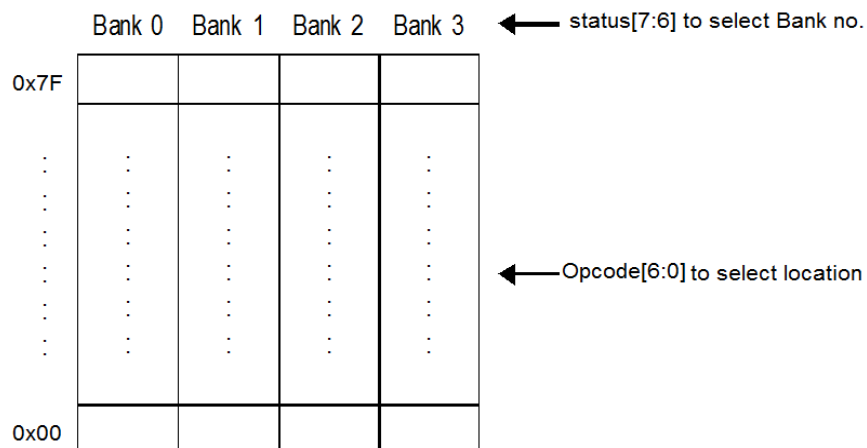 Bank 0 Bank 1 Bank 2 Bank 3 status[7:6] to select Bank no.
0x7F
Opcode[6:0] to select location
0x00